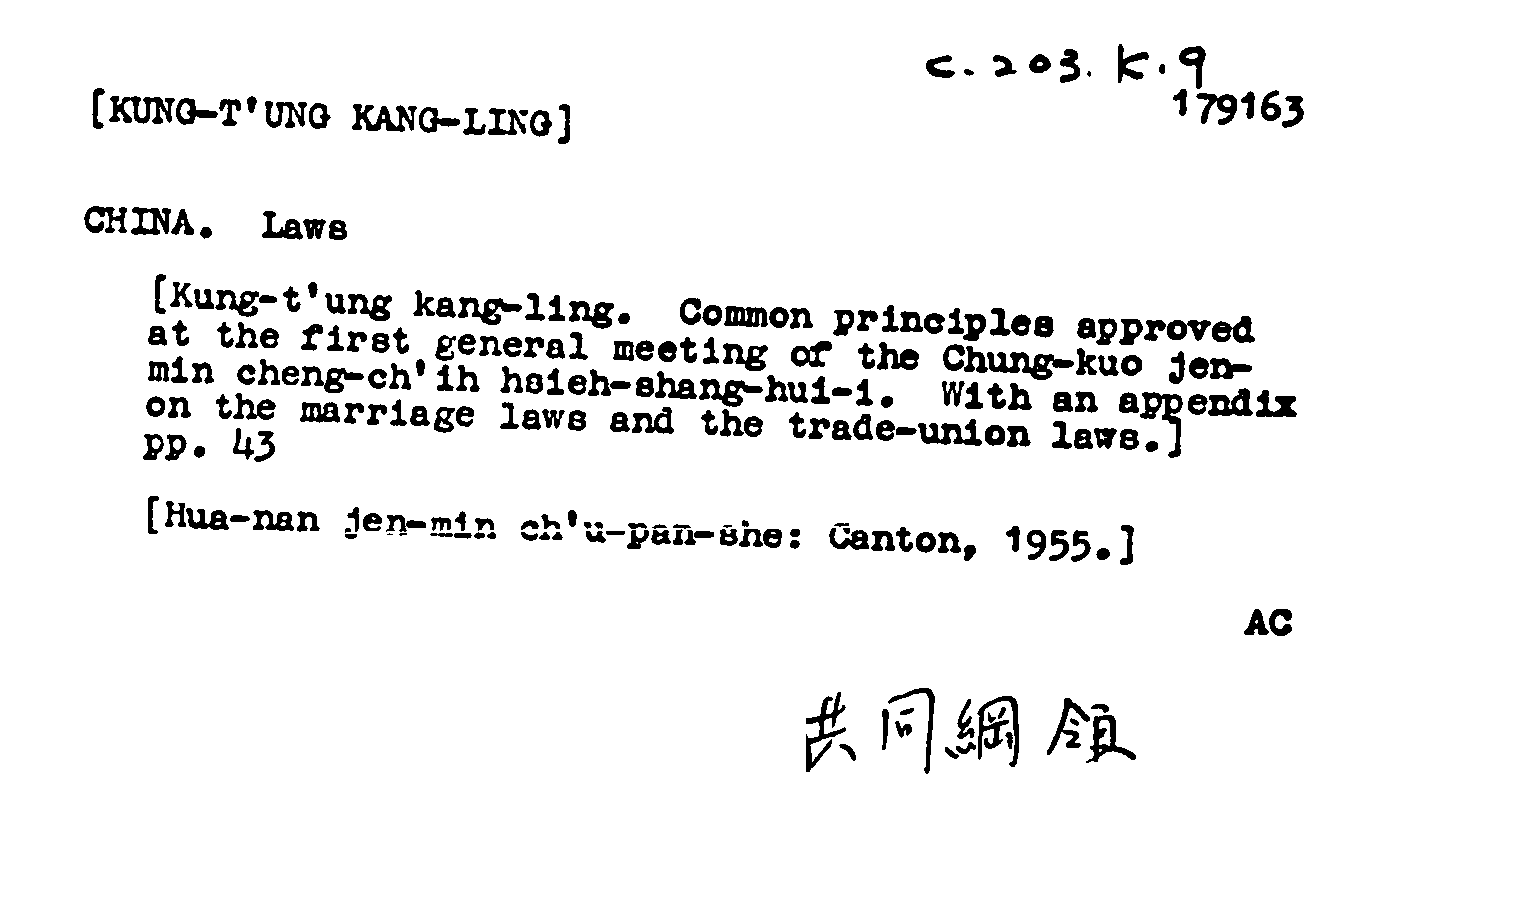 c. 203. K. 9
[KUNG-T'UNG KANG-LING]
179163
CHINA. Laws
[Kung-t'ung kang-ling. Common principles approved
at the first general meeting of the Chung-kuo jen-
min cheng-ch'ih hsieh-shang-hui-i. With an appendix
on the marriage laws and the trade-union laws.]
pp. 43
[Hua-nan jen-min ch'u-pan-she: Canton, 1955.]
AC
共同綱領